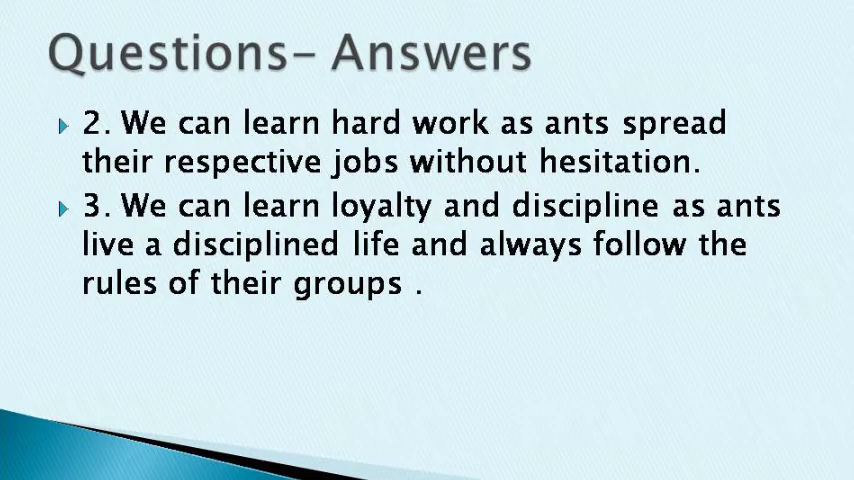 Questions- Answers
2. We can learn hard work as ants spread
their respective jobs without hesitation.
3. We can learn loyalty and discipline as ants
live a disciplined life and always follow the
rules of their groups .